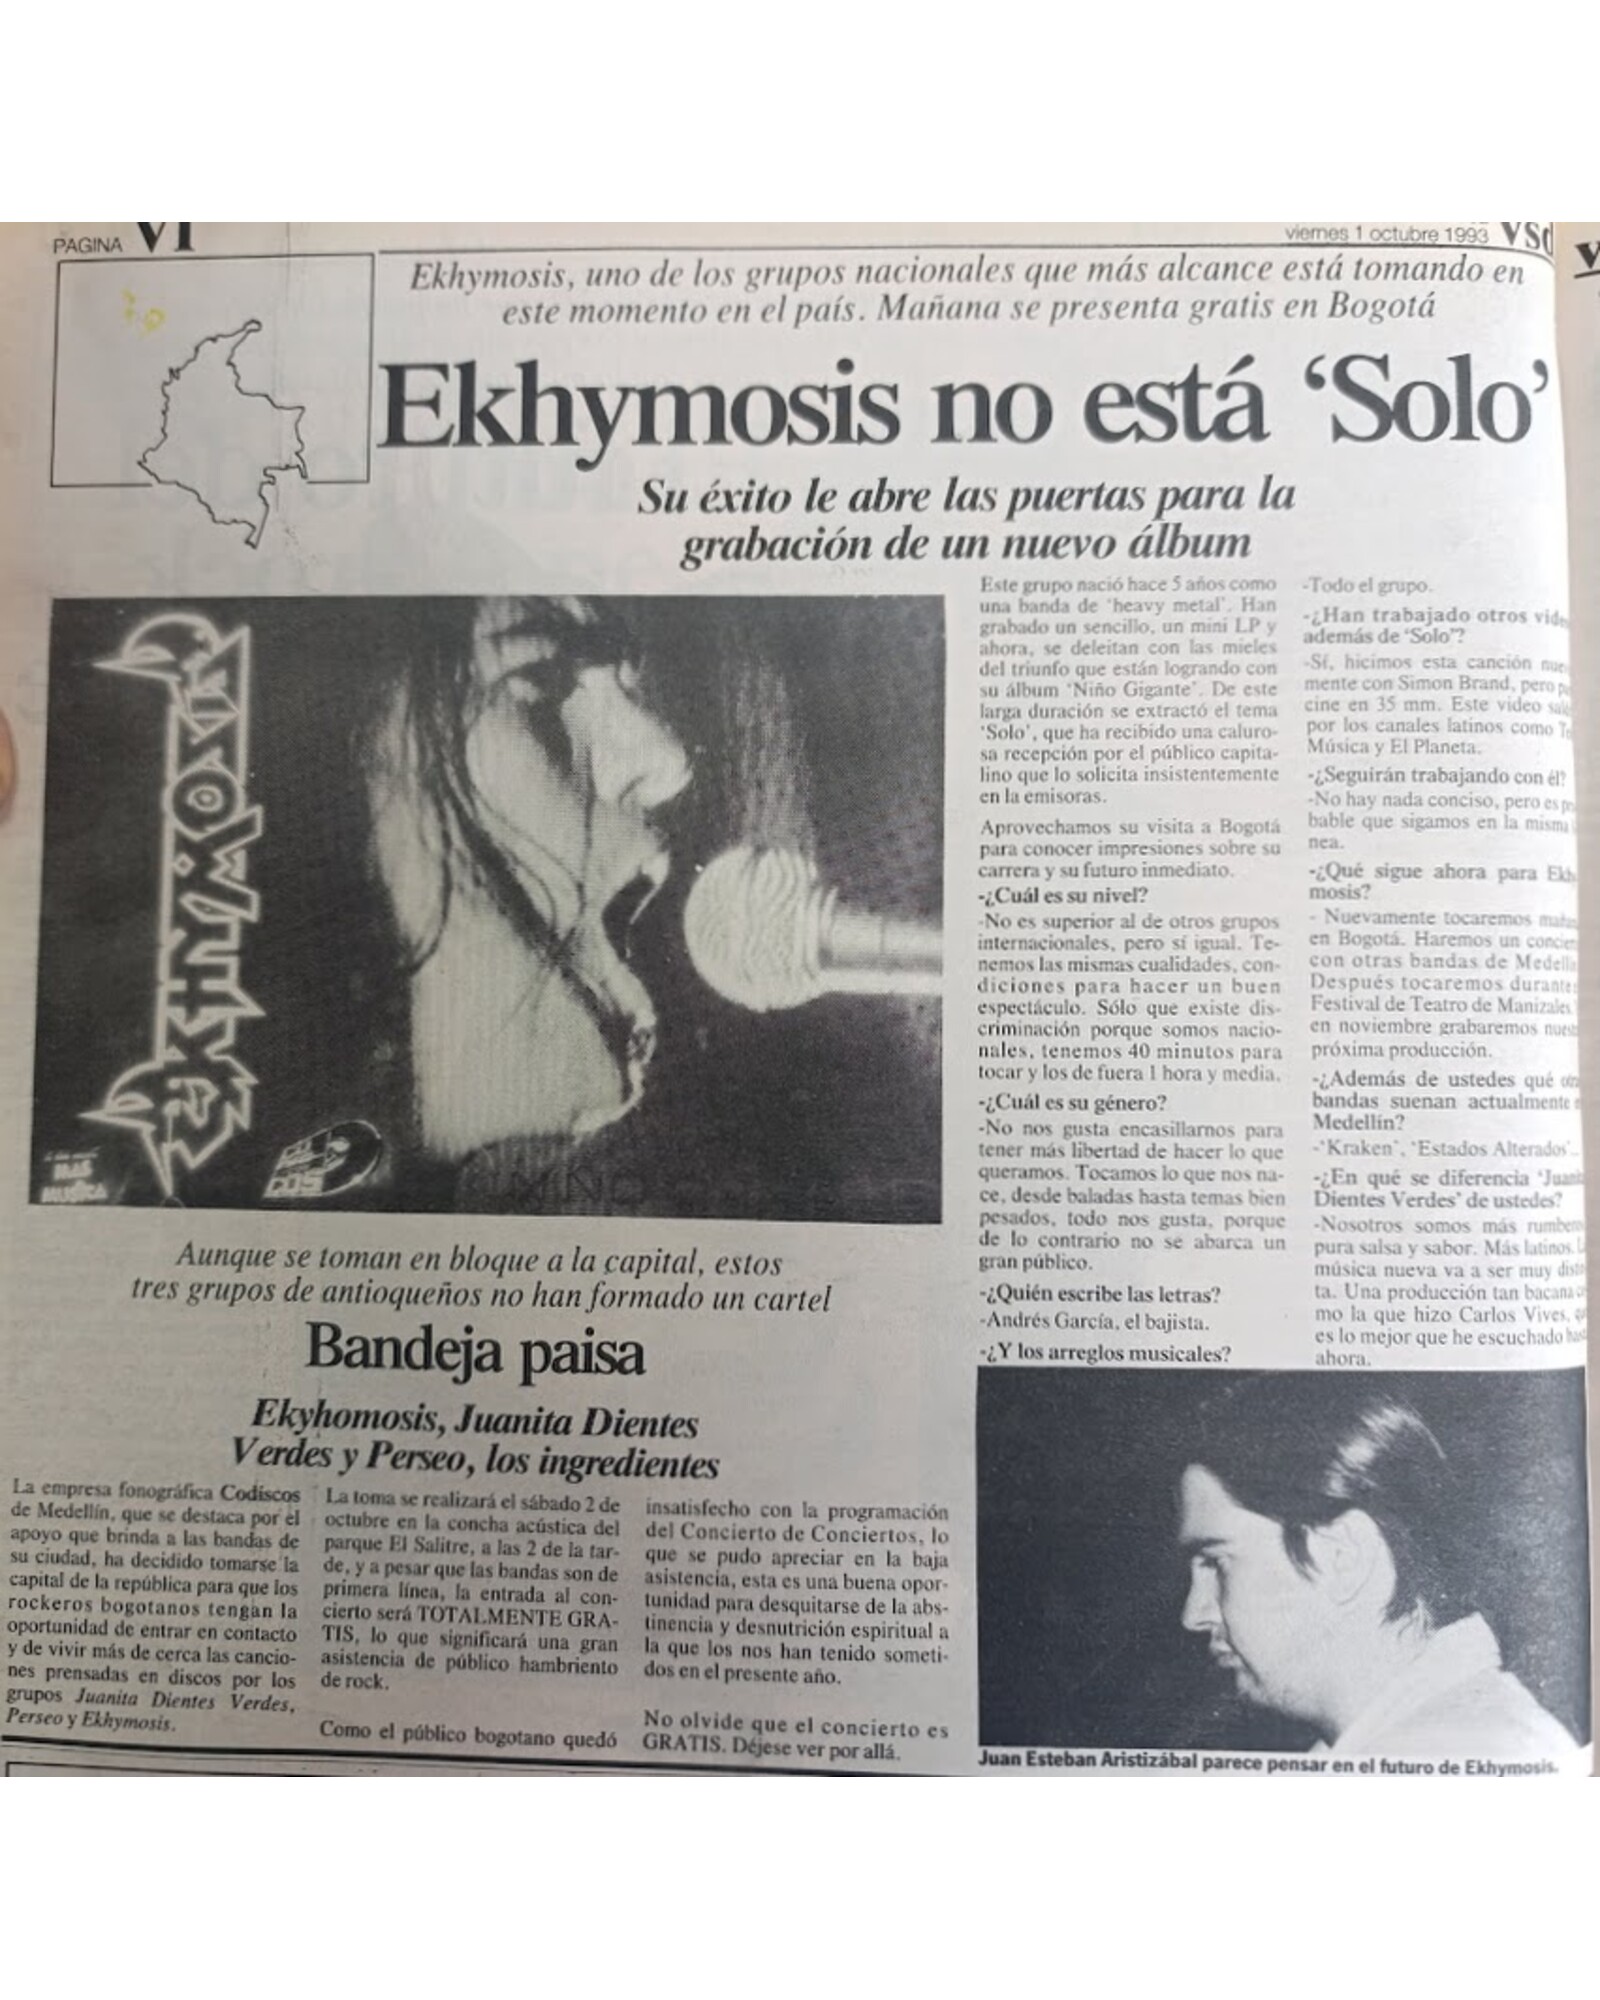 PAGINA VI
viernes 1 octubre 1993 VSd
Ekhymosis, uno de los grupos nacionales que más alcance está tomando en
este momento en el país. Mañana se presenta gratis en Bogotá
Ekhymosis no está ‘Solo’
Su éxito le abre las puertas para la
grabación de un nuevo álbum
EKHYMOSIS
MAS
MUSICA
CO
DIS
COS
Este grupo nació hace 5 años como
una banda de ‘heavy metal’. Han
grabado un sencillo, un mini LP y
ahora, se deleitan con las mieles
del triunfo que están logrando con
su álbum ‘Niño Gigante’. De este
larga duración se extractó el tema
‘Solo’, que ha recibido una caluro-
sa recepción por el público capita-
lino que lo solicita insistentemente
en la emisoras.
Aprovechamos su visita a Bogotá
para conocer impresiones sobre su
carrera y su futuro inmediato.
-¿Cuál es su nivel?
-No es superior al de otros grupos
internacionales, pero sí igual. Te-
nemos las mismas cualidades, con-
diciones para hacer un buen
espectáculo. Sólo que existe dis-
criminación porque somos nacio-
nales, tenemos 40 minutos para
tocar y los de fuera 1 hora y media.
-¿Cuál es su género?
-No nos gusta encasillarnos para
tener más libertad de hacer lo que
queramos. Tocamos lo que nos na-
ce, desde baladas hasta temas bien
pesados, todo nos gusta, porque
de lo contrario no se abarca un
gran público.
-¿Quién escribe las letras?
-Andrés García, el bajista.
-¿Y los arreglos musicales?
-Todo el grupo.
-¿Han trabajado otros
además de ‘Solo’?
-Sí, hicimos esta canción
mente con Simon Brand, pero
cine en 35 mm. Este video
por los canales latinos como
Música y El Planeta.
-¿Seguirán trabajando con él?
-No hay nada conciso, pero es
bable que sigamos en la misma
nea.
-¿Qué sigue ahora para
mosis?
- Nuevamente tocaremos
en Bogotá. Haremos un
con otras bandas de
Después tocaremos durante
Festival de Teatro de Manizales
en noviembre grabaremos
próxima producción.
-¿Además de ustedes qué
bandas suenan actualmente
Medellín?
-‘Kraken’, ‘Estados Alterados’..
-¿En qué se diferencia
Dientes Verdes’ de ustedes?
-Nosotros somos más
pura salsa y sabor. Más latinos.
música nueva va a ser muy
ta. Una producción tan bacana
mo la que hizo Carlos Vives,
es lo mejor que he escuchado
ahora.
Juan Esteban Aristizábal parece pensar en el futuro de Ekhymosis.
Aunque se toman en bloque a la capital, estos
tres grupos de antioqueños no han formado un cartel
Bandeja paisa
Ekyhomosis, Juanita Dientes
Verdes y Perseo, los ingredientes
La empresa fonográfica Codiscos
de Medellín, que se destaca por el
apoyo que brinda a las bandas de
su ciudad, ha decidido tomarse la
capital de la república para que los
rockeros bogotanos tengan la
oportunidad de entrar en contacto
y de vivir más de cerca las cancio-
nes prensadas en discos por los
grupos Juanita Dientes Verdes,
Perseo y Ekhymosis.
La toma se realizará el sábado 2 de
octubre en la concha acústica del
parque El Salitre, a las 2 de la tar-
de, y a pesar que las bandas son de
primera línea, la entrada al con-
cierto será TOTALMENTE GRA-
TIS, lo que significará una gran
asistencia de público hambriento
de rock.
Como el público bogotano quedó
insatisfecho con la programación
del Concierto de Conciertos, lo
que se pudo apreciar en la baja
asistencia, esta es una buena opor-
tunidad para desquitarse de la abs-
tinencia y desnutrición espiritual a
la que los nos han tenido someti-
dos en el presente año.
No olvide que el concierto es
GRATIS. Déjese ver por allá.